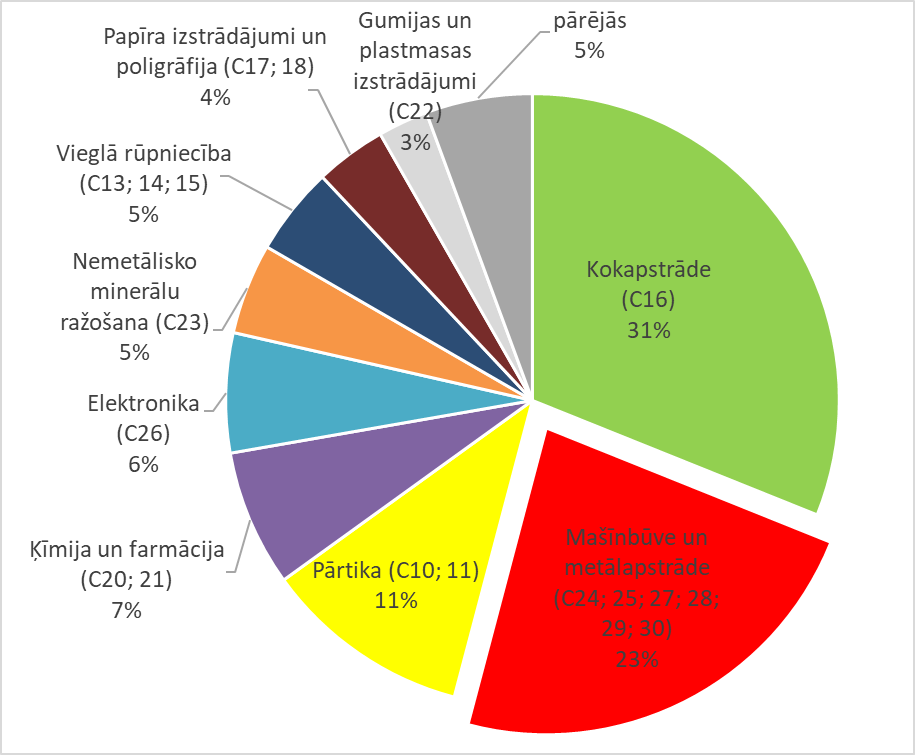 Gumijas un
plastmasas
izstrādājumi
(C22)
3%
pārējās
5%
Papīra izstrādājumi un
poligrāfija (C17; 18)
4%
Vieglā rūpniecība
(C13; 14; 15)
5%
Nemetālisko
minerālu
ražošana (C23)
5%
Elektronika
(C26)
6%
Ķīmija un farmācija
(C20; 21)
7%
Pārtika (C10; 11)
11%
Kokapstrāde
(C16)
31%
Mašīnbūve un
metālapstrāde
(C24; 25; 27; 28;
29; 30)
23%